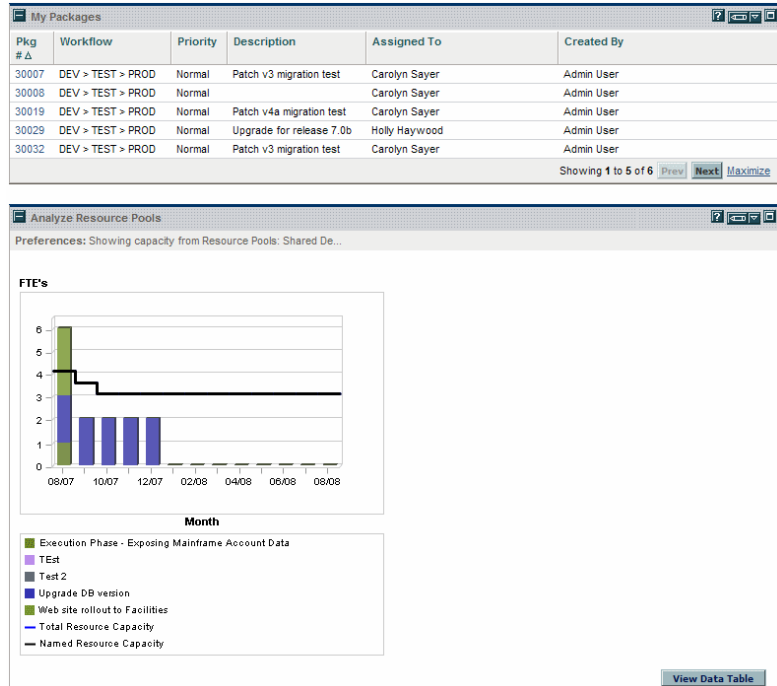 My Packages
?
Pkg # Δ Workflow Priority Description Assigned To Created By
30007 DEV > TEST > PROD Normal Patch v3 migration test Carolyn Sayer Admin User
30008 DEV > TEST > PROD Normal Carolyn Sayer Admin User
30019 DEV > TEST > PROD Normal Patch v4a migration test Carolyn Sayer Admin User
30029 DEV > TEST > PROD Normal Upgrade for release 7.0b Holly Haywood Admin User
30032 DEV > TEST > PROD Normal Patch v3 migration test Carolyn Sayer Admin User
Showing 1 to 5 of 6 Prev Next Maximize
Analyze Resource Pools
?
Preferences: Showing capacity from Resource Pools: Shared De...
FTE's
6
5
4
3
2
1
0
08/07 10/07 12/07 02/08 04/08 06/08 08/08
Month
Execution Phase - Exposing Mainframe Account Data
TEst
Test 2
Upgrade DB version
Web site rollout to Facilities
Total Resource Capacity
Named Resource Capacity
View Data Table